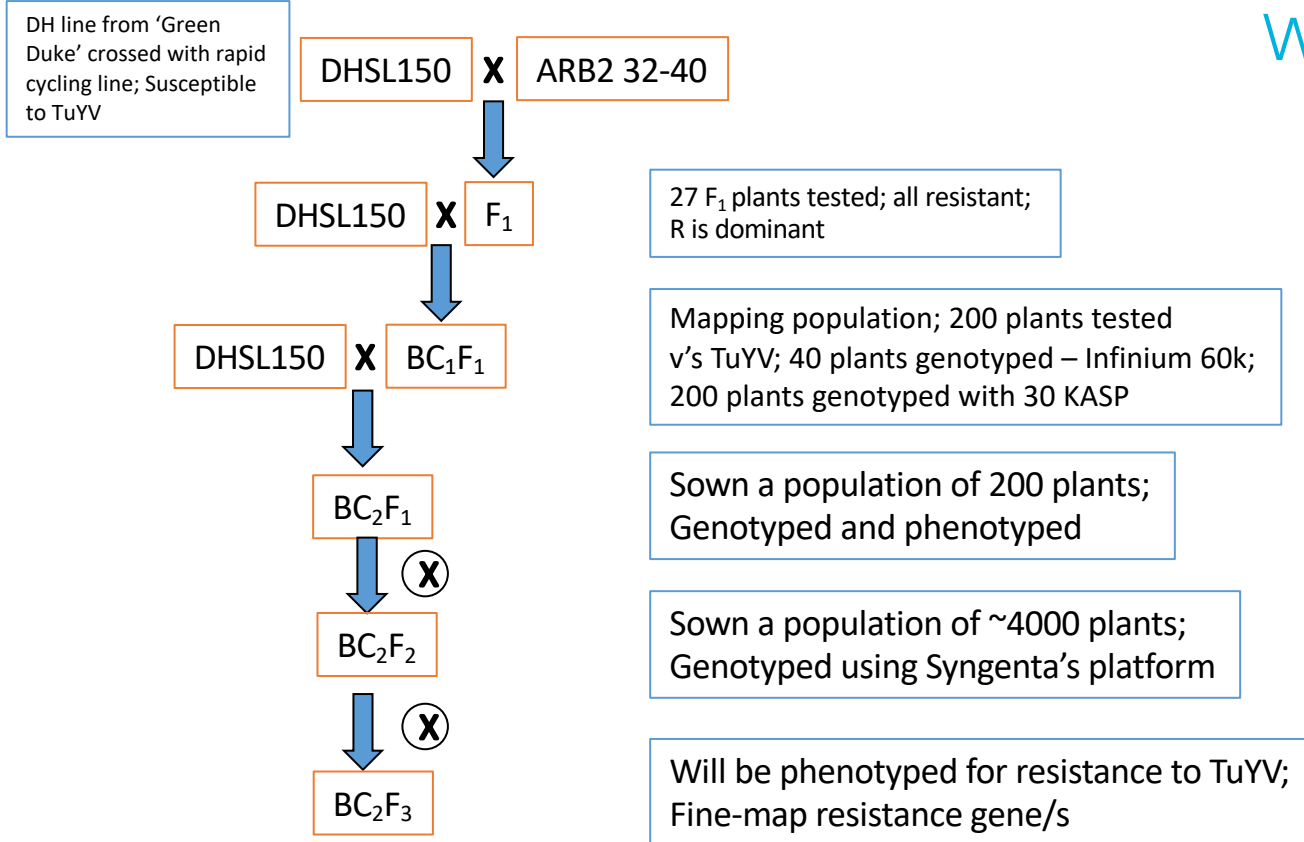 DH line from ‘Green
Duke’ crossed with rapid
cycling line; Susceptible
to TuYV
DHSL150 X ARB2 32-40
W
DHSL150 X F₁
27 F₁ plants tested; all resistant;
R is dominant
DHSL150 X BC₁F₁
Mapping population; 200 plants tested
v’s TuYV; 40 plants genotyped – Infinium 60k;
200 plants genotyped with 30 KASP
BC₂F₁
Sown a population of 200 plants;
Genotyped and phenotyped
X
BC₂F₂
Sown a population of ~4000 plants;
Genotyped using Syngenta’s platform
X
BC₂F₃
Will be phenotyped for resistance to TuYV;
Fine-map resistance gene/s